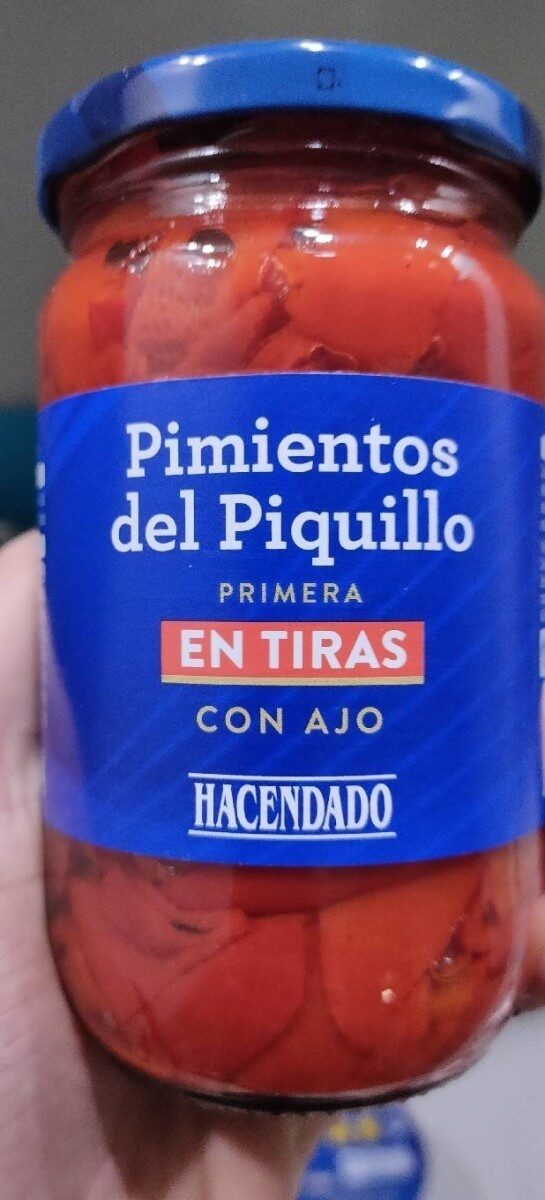 Pimientos
del Piquillo
PRIMERA
EN TIRAS
CON AJO
HACENDADO